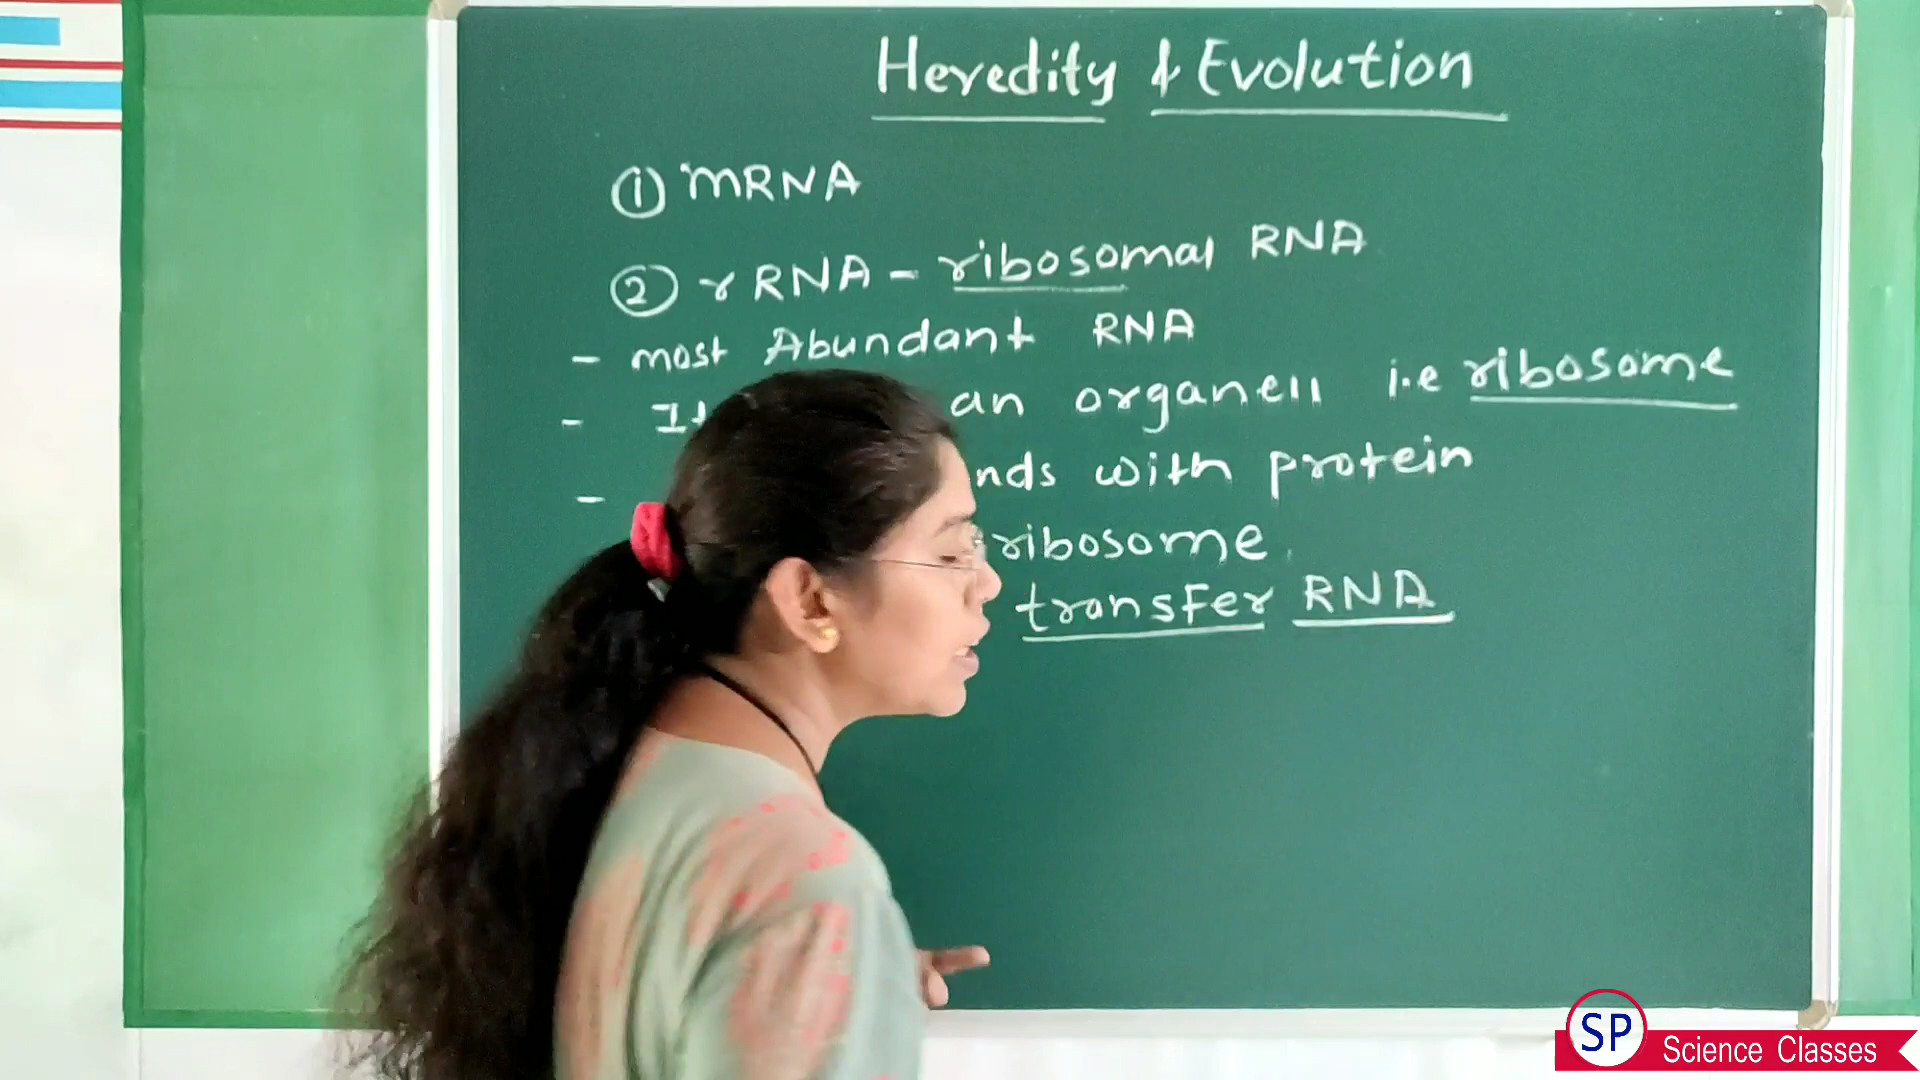 Heredity & Evolution
① mRNA
② rRNA - ribosomal RNA
- most Abundant RNA
- It an organell i.e ribosome
- with protein
ribosome
transfer RNA
SP Science Classes